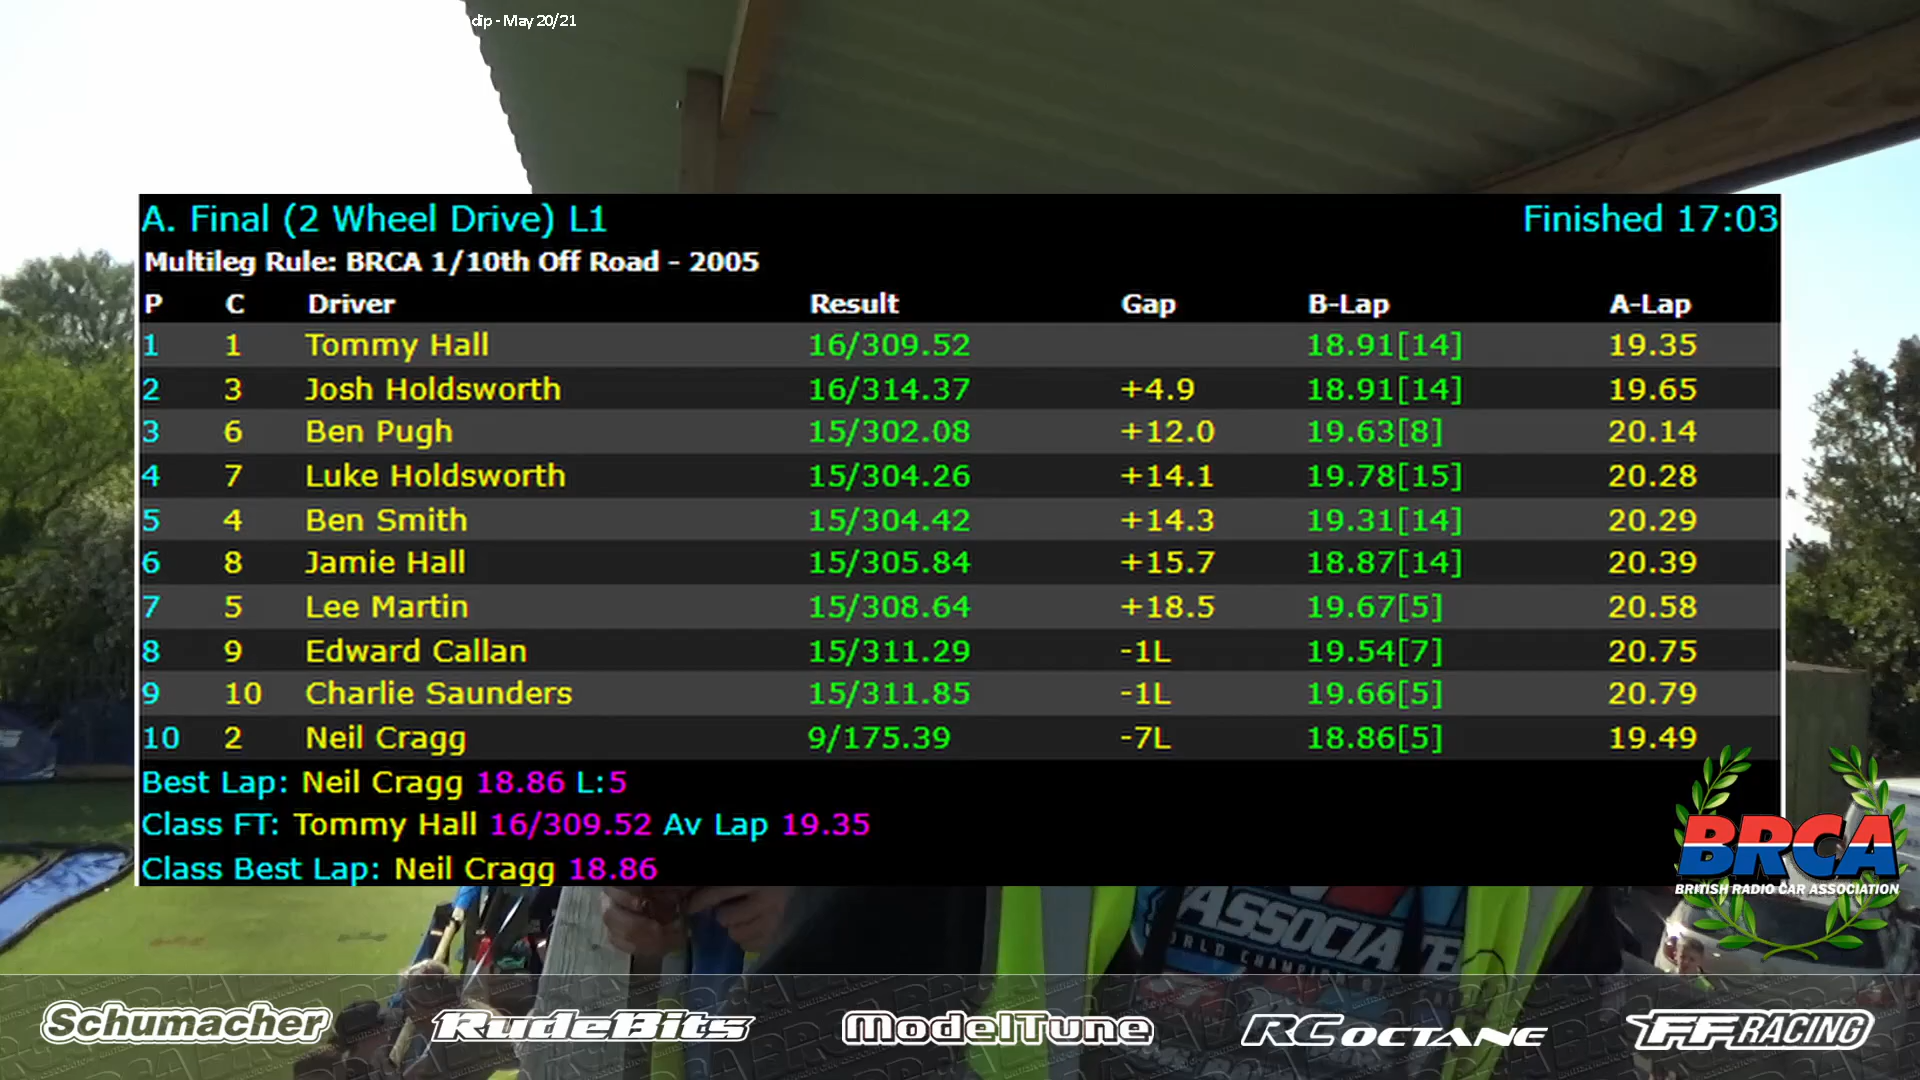 dip - May 20/21
A. Final (2 Wheel Drive) L1 Finished 17:03
Multileg Rule: BRCA 1/10th Off Road - 2005
P C Driver Result Gap B-Lap A-Lap
1 1 Tommy Hall 16/309.52 18.91[14] 19.35
2 3 Josh Holdsworth 16/314.37 +4.9 18.91[14] 19.65
3 6 Ben Pugh 15/302.08 +12.0 19.63[8] 20.14
4 7 Luke Holdsworth 15/304.26 +14.1 19.78[15] 20.28
5 4 Ben Smith 15/304.42 +14.3 19.31[14] 20.29
6 8 Jamie Hall 15/305.84 +15.7 18.87[14] 20.39
7 5 Lee Martin 15/308.64 +18.5 19.67[5] 20.58
8 9 Edward Callan 15/311.29 -1L 19.54[7] 20.75
9 10 Charlie Saunders 15/311.85 -1L 19.66[5] 20.79
10 2 Neil Cragg 9/175.39 -7L 18.86[5] 19.49
Best Lap: Neil Cragg 18.86 L:5
Class FT: Tommy Hall 16/309.52 Av Lap 19.35
Class Best Lap: Neil Cragg 18.86
BRCA
BRITISH RADIO CAR ASSOCIATION
ASSOCIATE
Schumacher RudeBits ModelTune RC OCTANE FF RACING